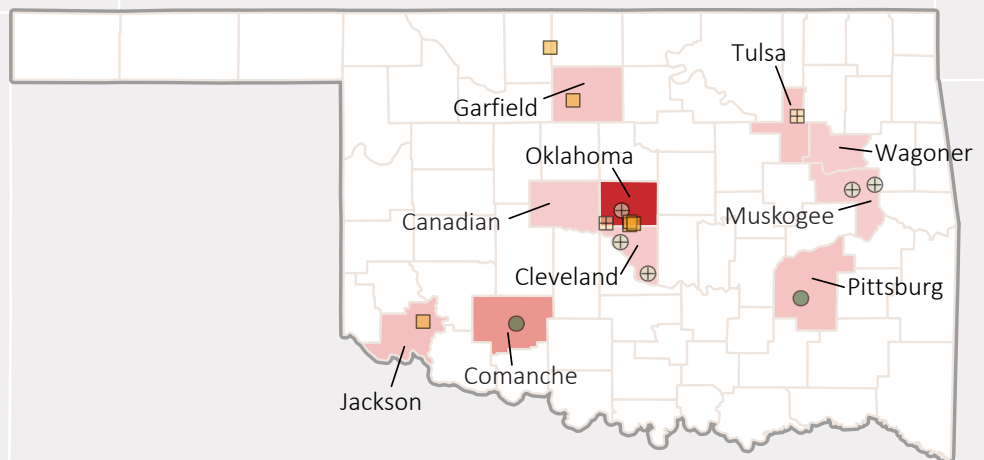 Tulsa
Garfield
Oklahoma
Wagoner
Canadian
Muskogee
Cleveland
Pittsburg
Comanche
Jackson